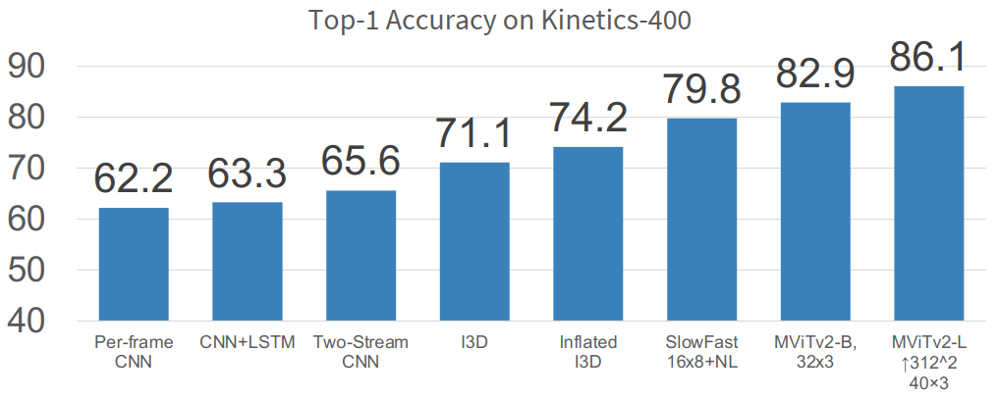 Top-1 Accuracy on Kinetics-400
90
80
70
60
50
40
62.2
63.3
65.6
71.1
74.2
79.8
82.9
86.1
Per-frame
CNN
CNN+LSTM
Two-Stream
CNN
I3D
Inflated
I3D
SlowFast
16x8+NL
MViTv2-B,
32x3
MViTv2-L
↑312^2
40×3